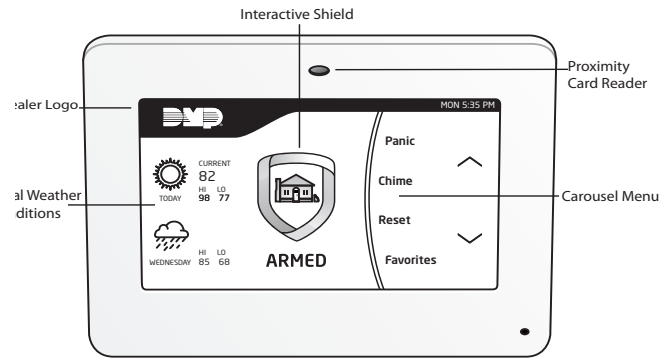 Interactive Shield
Proximity
Card Reader
ealer Logo
DMP
MON 5:35 PM
Panic
Chime
Reset
Favorites
CURRENT
82
HI LO
98 77
TODAY
al Weather
ditions
Carousel Menu
HI LO
85 68
WEDNESDAY
ARMED